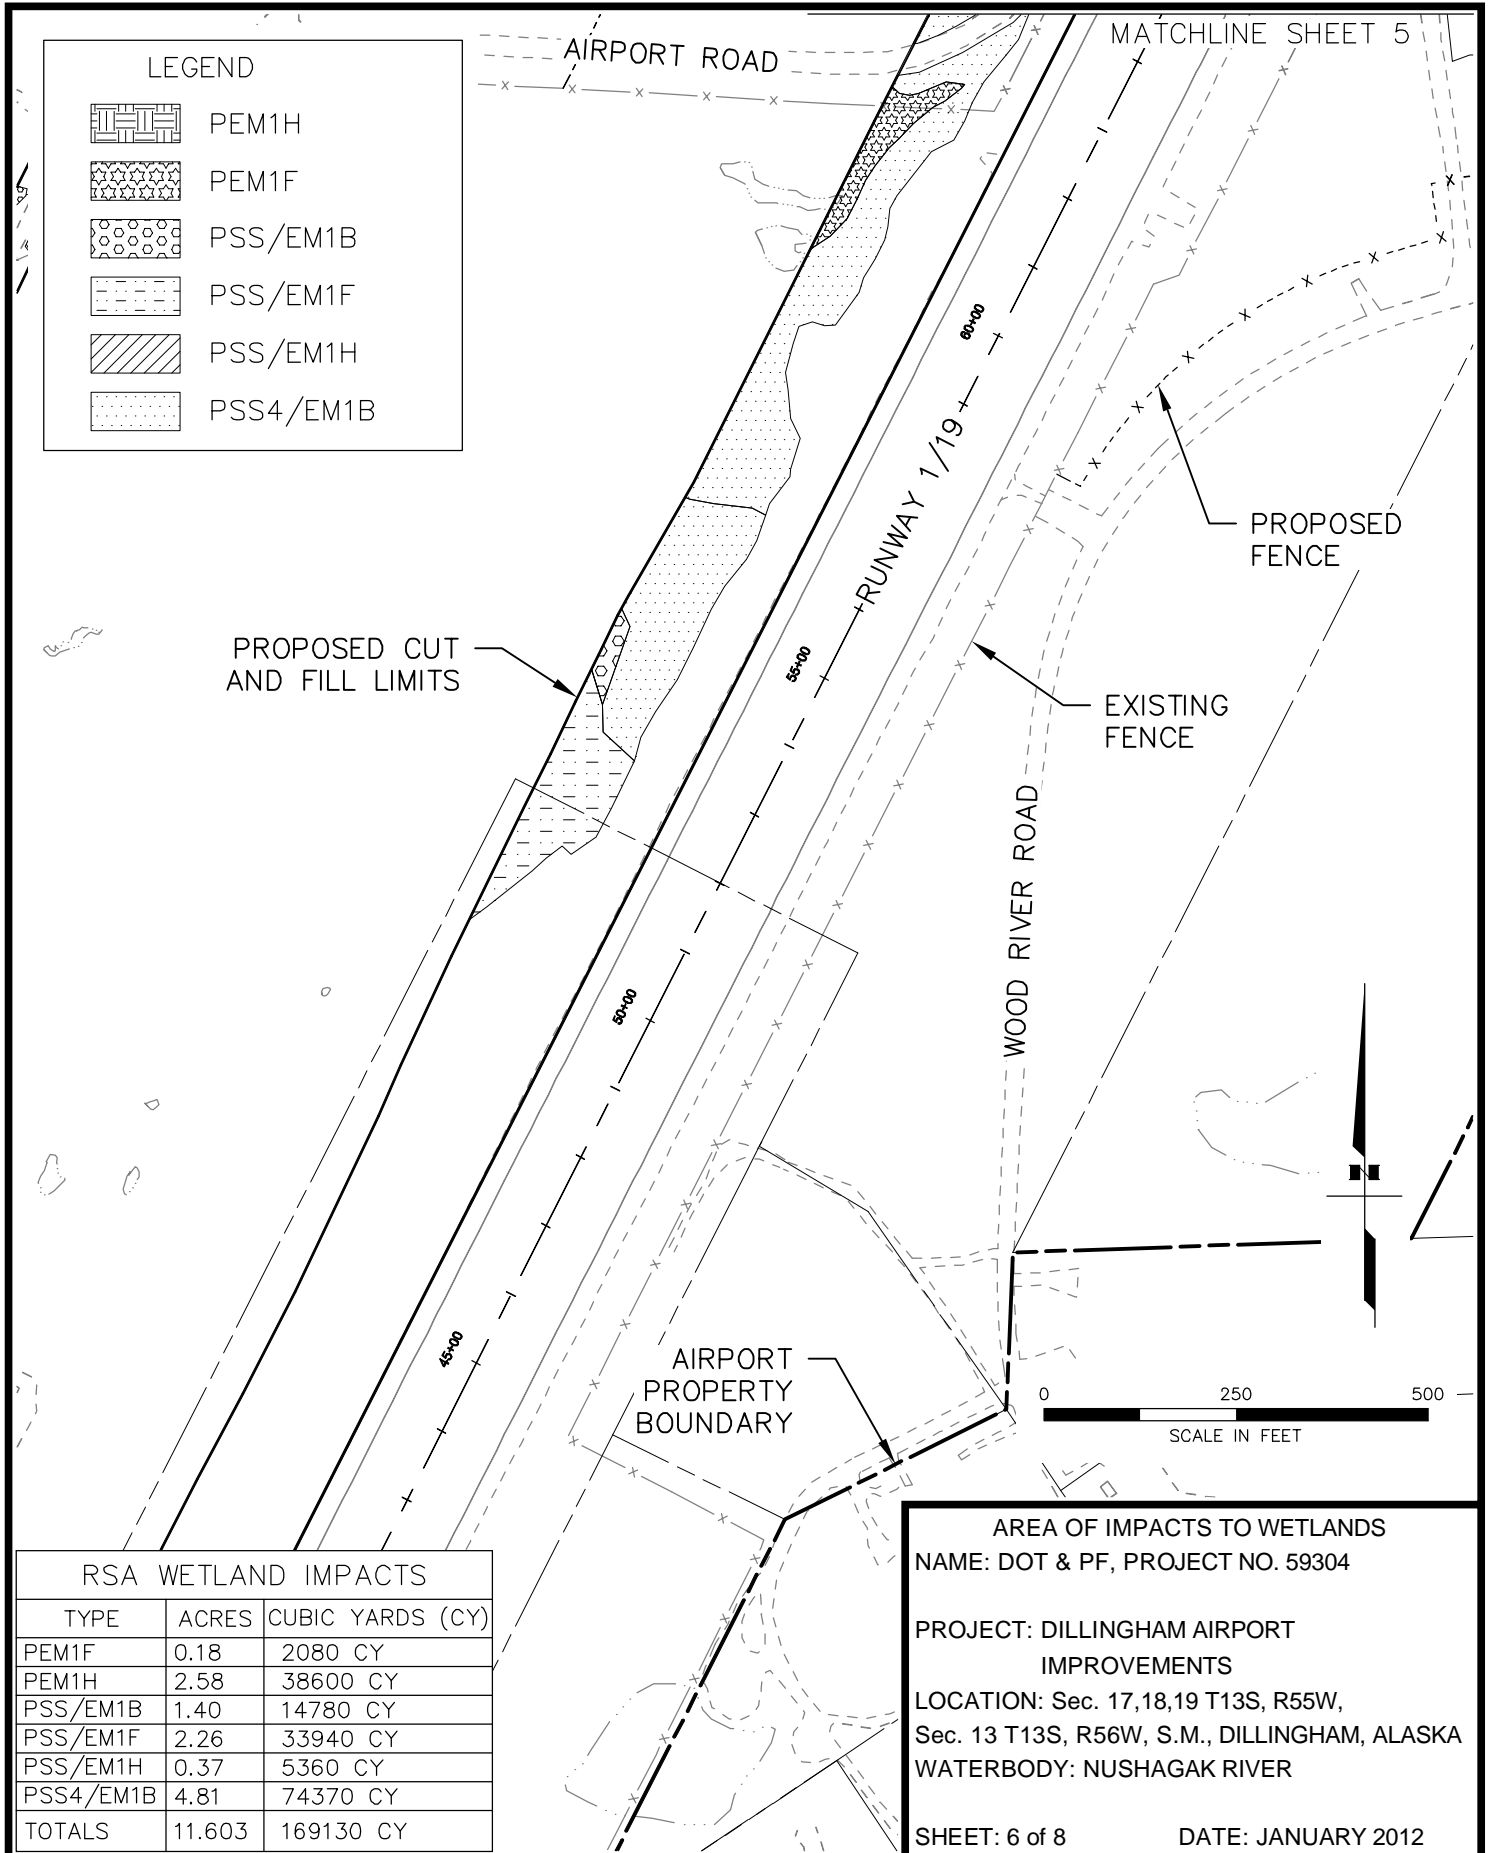 MATCHLINE SHEET 5
AIRPORT ROAD
LEGEND
PEM1H
PEM1F
PSS/EM1B
PSS/EM1F
PSS/EM1H
PSS4/EM1B
60+00
RUNWAY 1/19
PROPOSED
FENCE
PROPOSED CUT
AND FILL LIMITS
55+00
EXISTING
FENCE
WOOD RIVER ROAD
50+00
45+00
AIRPORT
PROPERTY
BOUNDARY
0 250 500
SCALE IN FEET
RSA WETLAND IMPACTS
TYPE ACRES CUBIC YARDS (CY)
PEM1F 0.18 2080 CY
PEM1H 2.58 38600 CY
PSS/EM1B 1.40 14780 CY
PSS/EM1F 2.26 33940 CY
PSS/EM1H 0.37 5360 CY
PSS4/EM1B 4.81 74370 CY
TOTALS 11.603 169130 CY
AREA OF IMPACTS TO WETLANDS
NAME: DOT & PF, PROJECT NO. 59304
PROJECT: DILLINGHAM AIRPORT
IMPROVEMENTS
LOCATION: Sec. 17,18,19 T13S, R55W,
Sec. 13 T13S, R56W, S.M., DILLINGHAM, ALASKA
WATERBODY: NUSHAGAK RIVER
SHEET: 6 of 8 DATE: JANUARY 2012